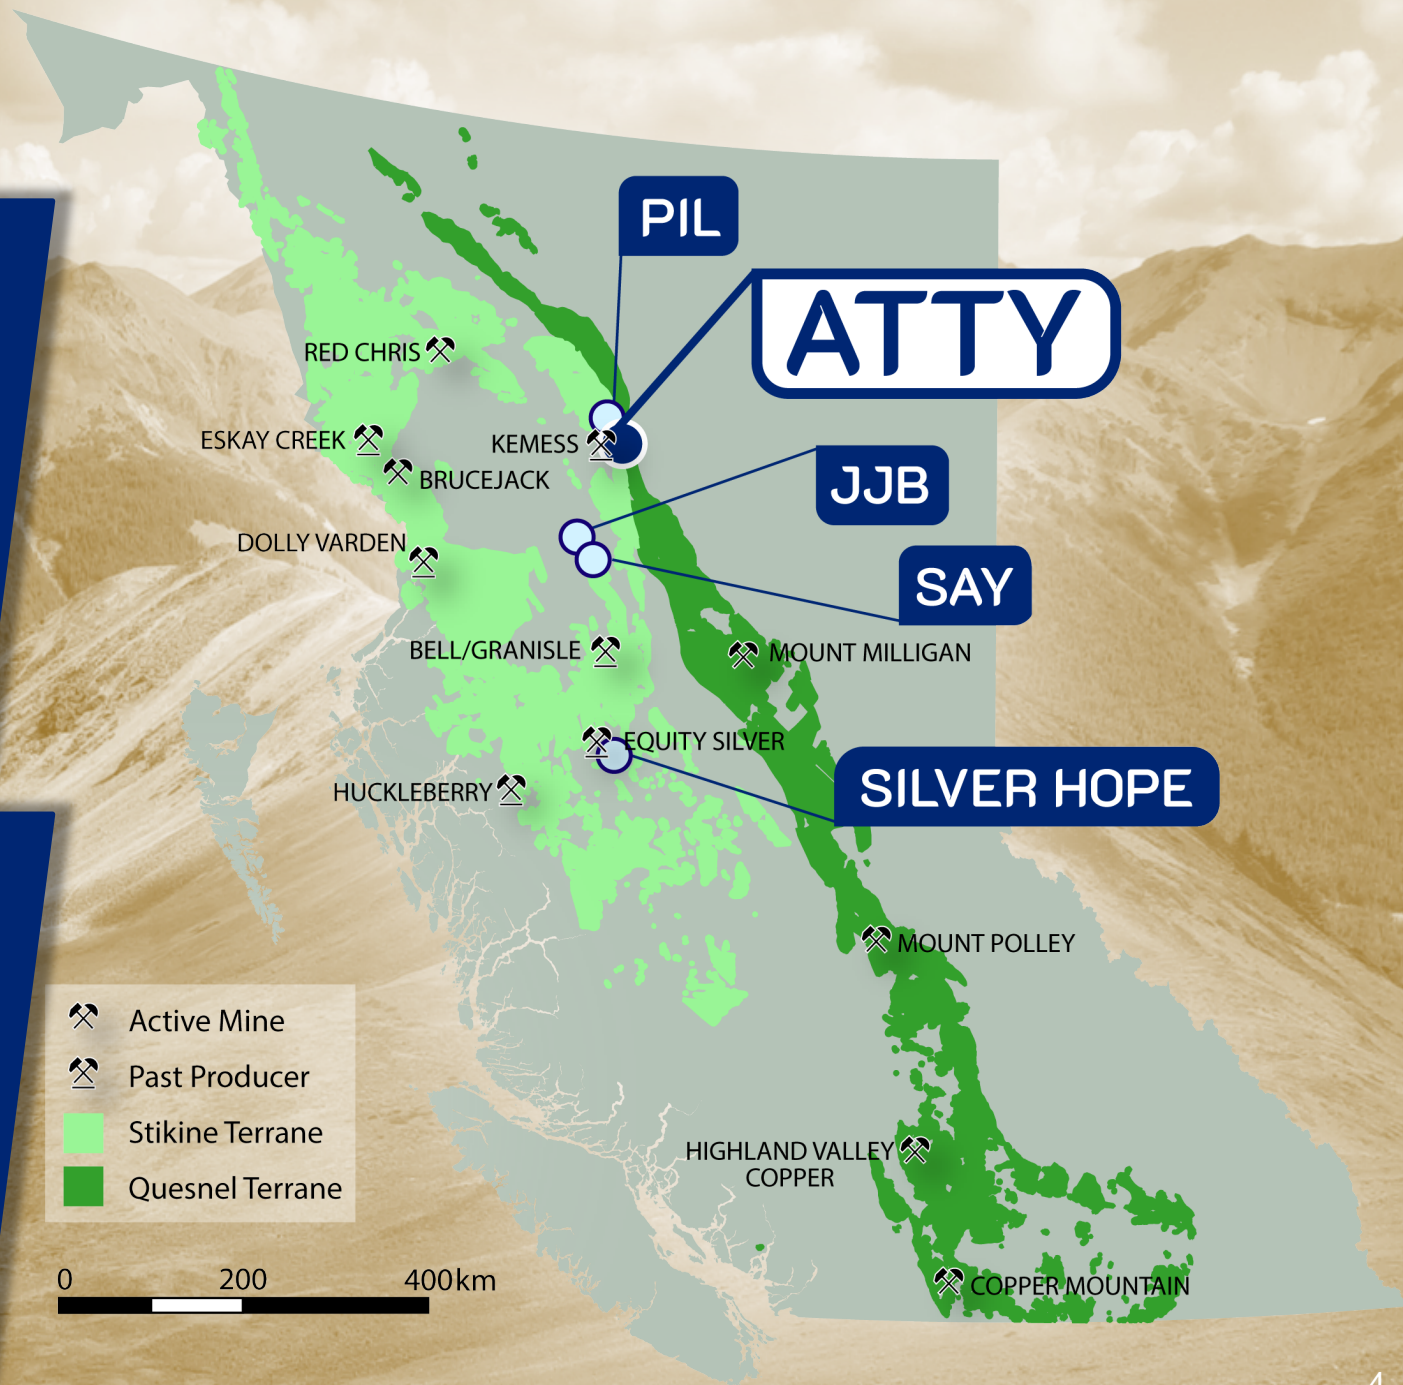 PIL
ATTY
RED CHRIS
ESKAY CREEK
KEMESS
BRUCEJACK
JJB
DOLLY VARDEN
SAY
BELL/GRANISLE
MOUNT MILLIGAN
EQUITY SILVER
SILVER HOPE
HUCKLEBERRY
MOUNT POLLEY
Active Mine
Past Producer
Stikine Terrane
Quesnel Terrane
HIGHLAND VALLEY
COPPER
0 200 400km
COPPER MOUNTAIN
4